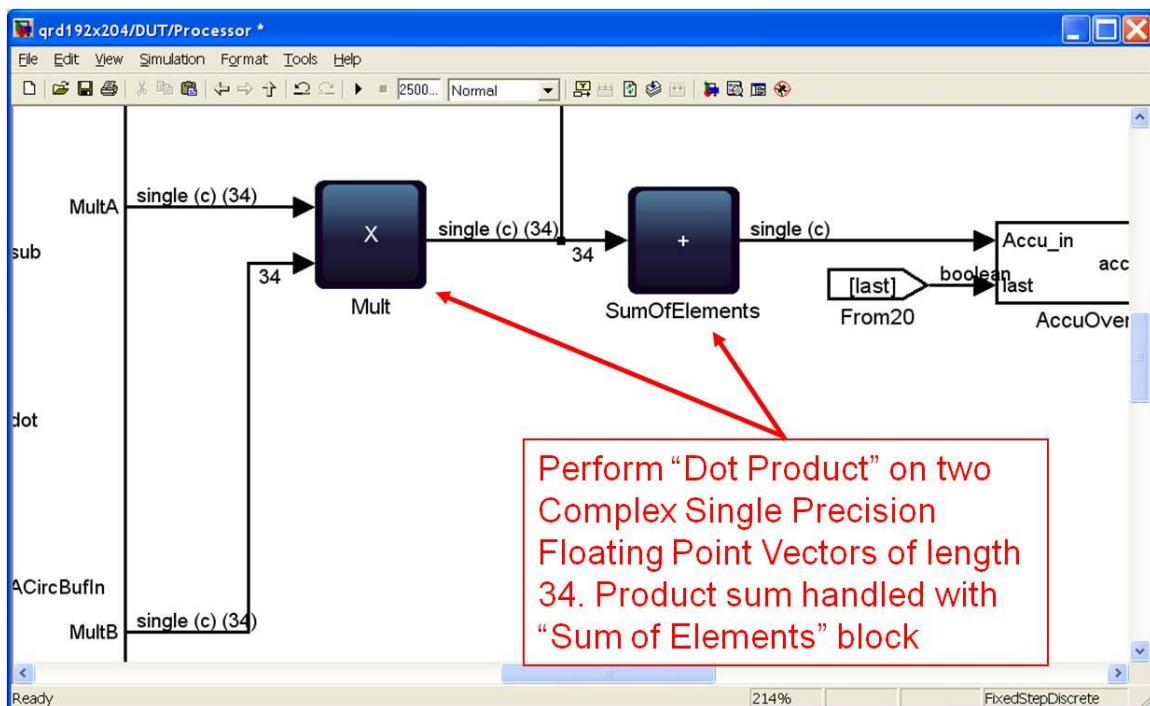 qrd192x204/DUT/Processor *
File Edit View Simulation Format Tools Help
2500... Normal
MultA
single (c) (34)
X
single (c) (34)
34
+
single (c)
Accu_in
acc
sub
34
Mult
SumOfElements
[last]
boolean
last
From20
AccuOver
dot
Perform “Dot Product” on two
Complex Single Precision
Floating Point Vectors of length
34. Product sum handled with
“Sum of Elements” block
ACircBufIn
MultB
single (c) (34)
Ready
214%
FixedStepDiscrete